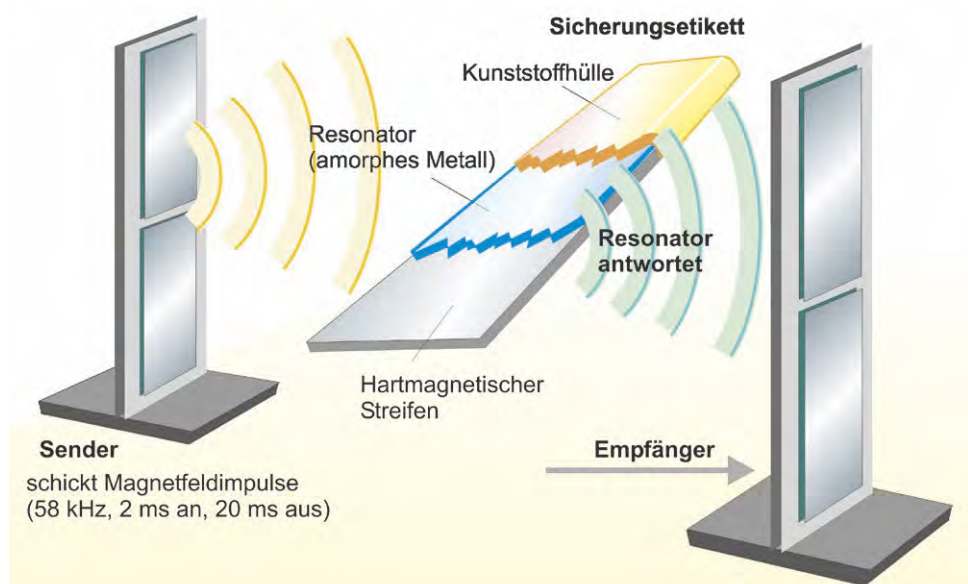 Sicherungsetikett
Kunststoffhülle
Resonator
(amorphes Metall)
Resonator
antwortet
Hartmagnetischer
Streifen
Sender
schickt Magnetfeldimpulse
(58 kHz, 2 ms an, 20 ms aus)
Empfänger